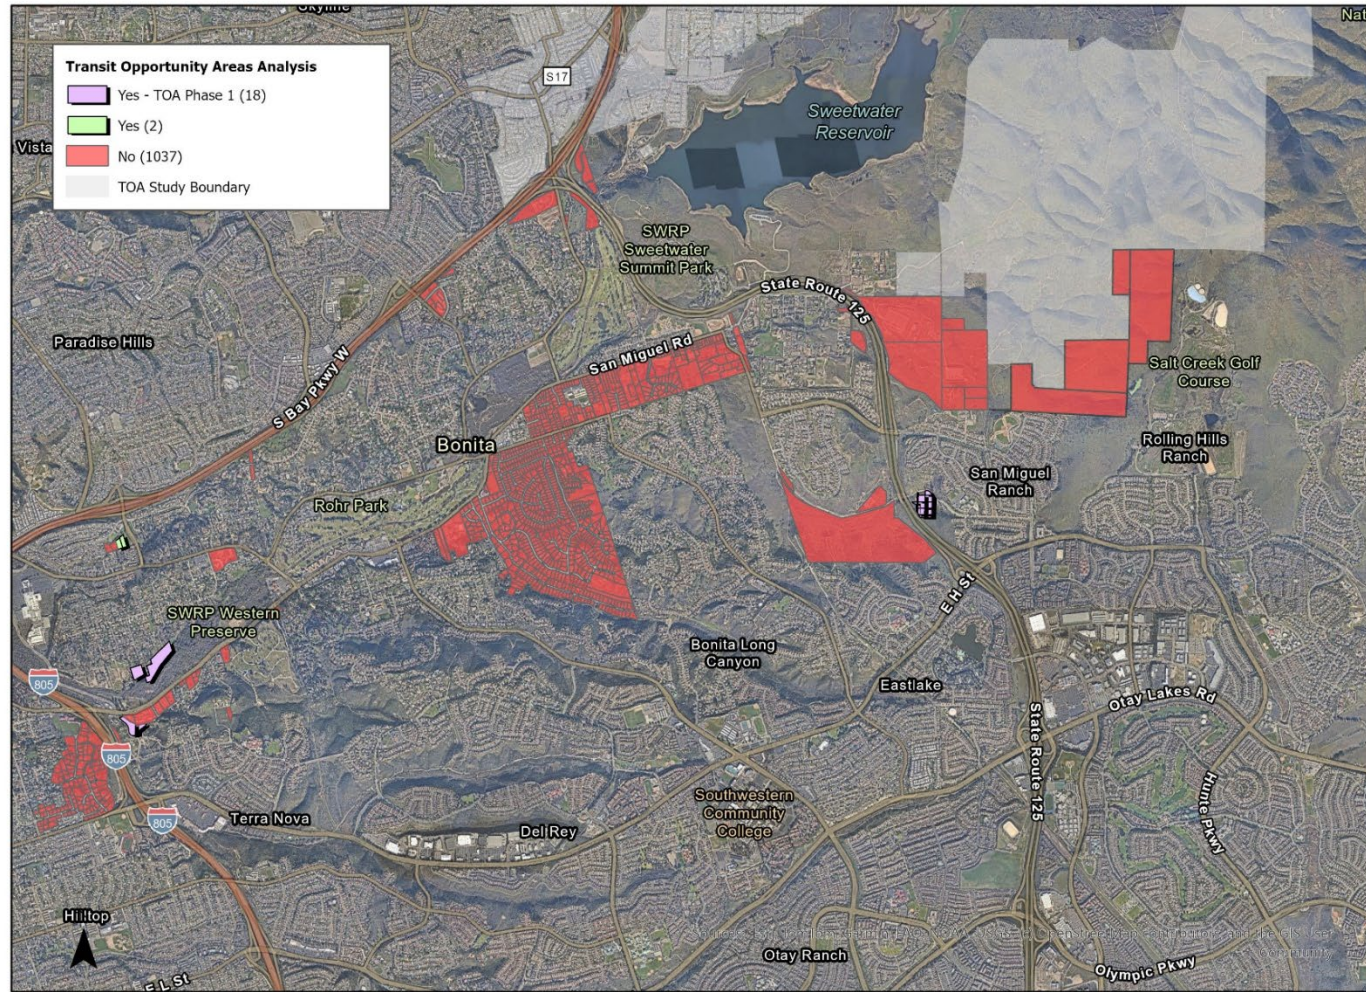 Skyline
Nat
Transit Opportunity Areas Analysis
Yes - TOA Phase 1 (18)
Yes (2)
No (1037)
TOA Study Boundary
S17
Vista
Sweetwater
Reservoir
SWRP
Sweetwater
Summit Park
State Route 125
Paradise Hills
San Miguel Rd
S Bay Pkwy W
Salt Creek Golf
Course
Bonita
Rolling Hills
Ranch
San Miguel
Ranch
Rohr Park
E H St
SWRP Western
Preserve
Bonita Long
Canyon
805
Eastlake
Otay Lakes Rd
State Route 125
805
Hunte Pkwy
Southwestern
Community
College
805
Terra Nova
Del Rey
Hilltop
Otay Ranch
Olympic Pkwy
E L St
Community